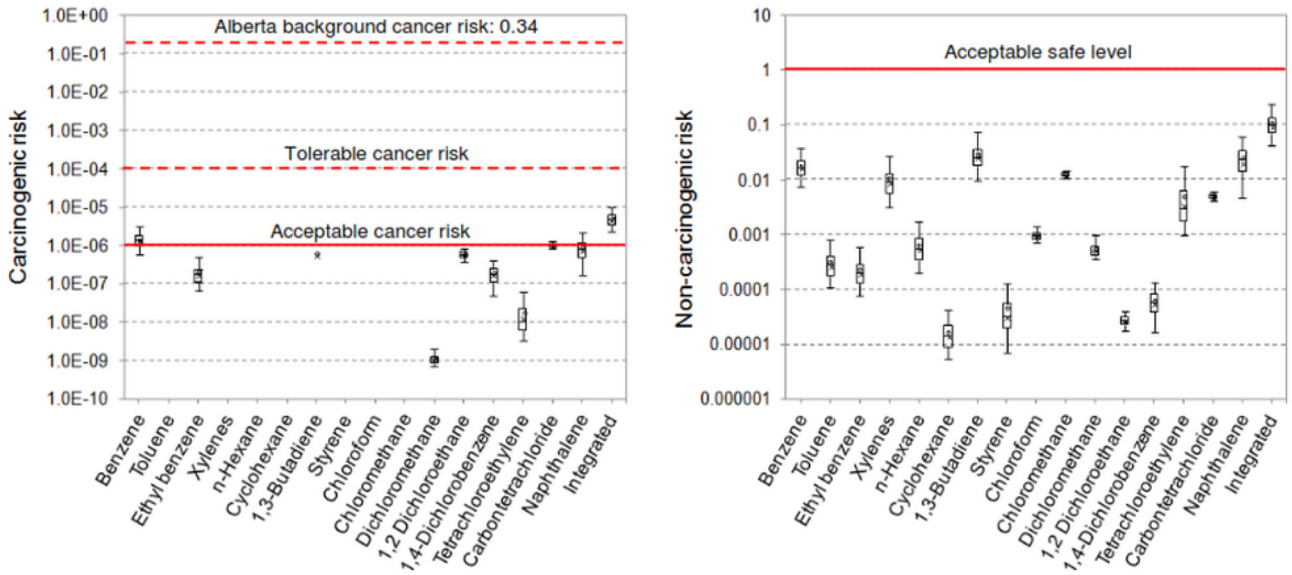 Carcinogenic risk
1.0E+00
1.0E-01
1.0E-02
1.0E-03
1.0E-04
1.0E-05
1.0E-06
1.0E-07
1.0E-08
1.0E-09
1.0E-10
Alberta background cancer risk: 0.34
Tolerable cancer risk
Acceptable cancer risk
Benzene
Toluene
Ethyl benzene
Xylenes
n-Hexane
Cyclohexane
1,3-Butadiene
Styrene
Chloroform
Chloromethane
Dichloromethane
1,2 Dichloroethane
1,4-Dichlorobenzene
Tetrachloroethylene
Carbontetrachloride
Naphthalene
Integrated
Non-carcinogenic risk
10
1
0.1
0.01
0.001
0.0001
0.00001
0.000001
Acceptable safe level
Benzene
Toluene
Ethyl benzene
Xylenes
n-Hexane
Cyclohexane
1,3-Butadiene
Styrene
Chloroform
Chloromethane
Dichloromethane
1,2 Dichloroethane
1,4-Dichlorobenzene
Tetrachloroethylene
Carbontetrachloride
Naphthalene
Integrated